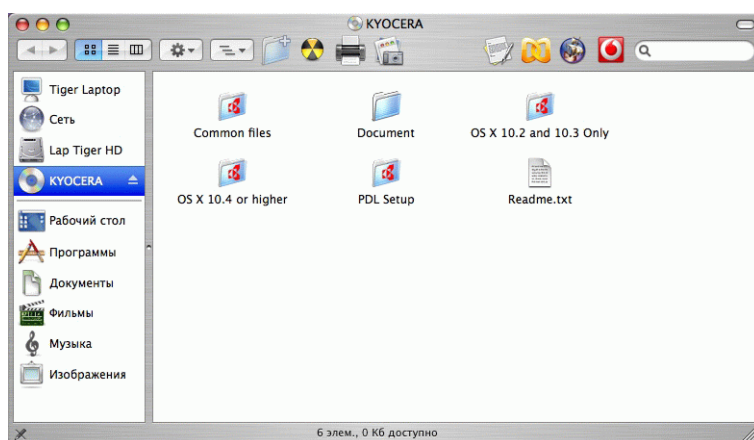 KYOCERA
Tiger Laptop
Сеть
Lap Tiger HD
KYOCERA
Рабочий стол
Программы
Документы
Фильмы
Музыка
Изображения
Common files
Document
OS X 10.2 and 10.3 Only
OS X 10.4 or higher
PDL Setup
Readme.txt
6 элем., 0 Кб доступно